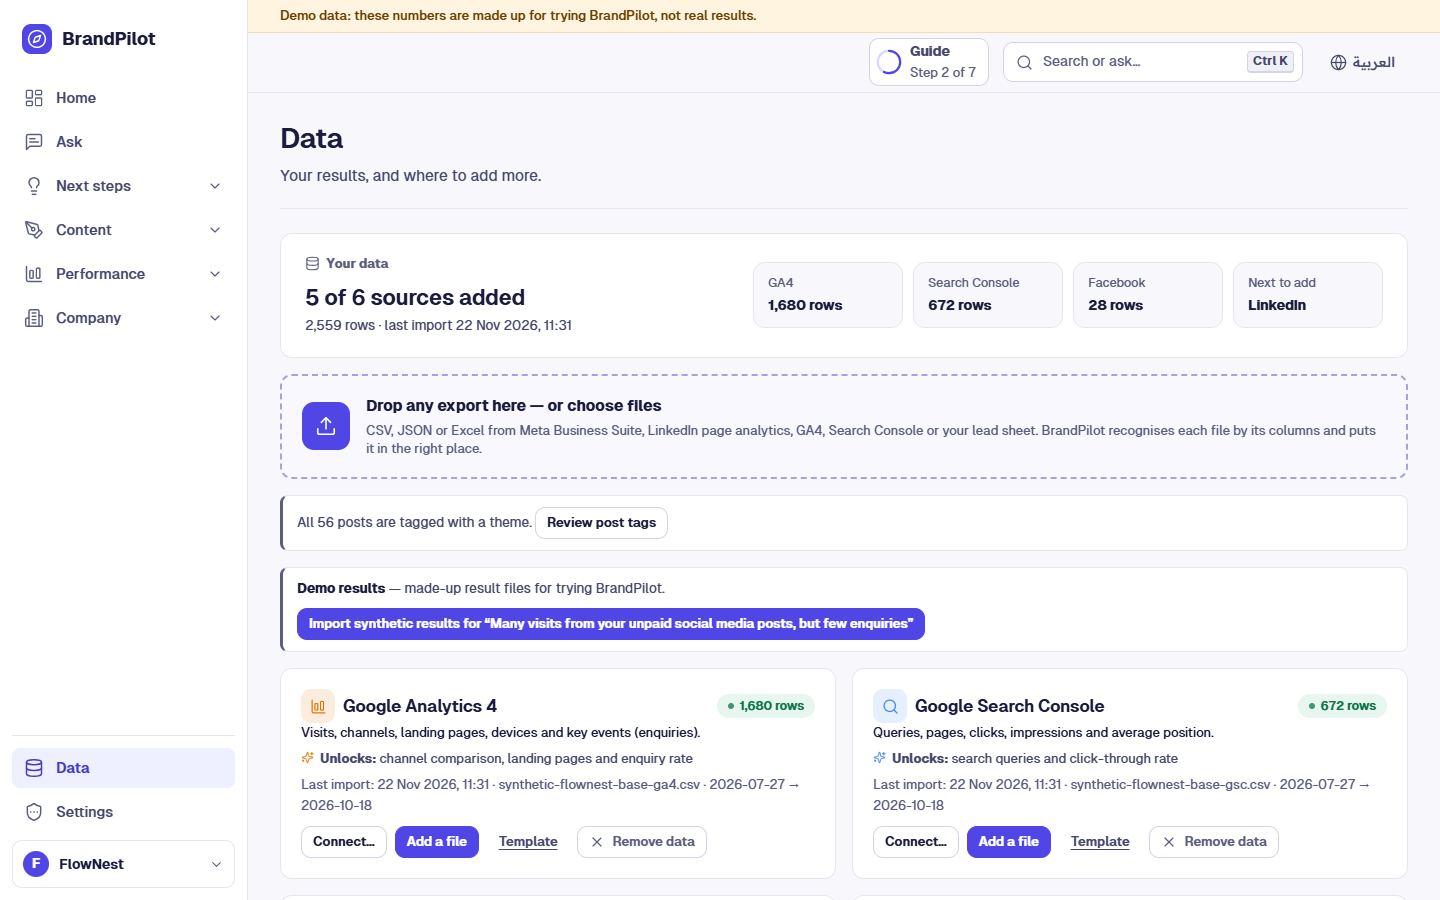 Demo data: these numbers are made up for trying BrandPilot, not real results.
BrandPilot
Guide
Step 2 of 7
Search or ask...
Ctrl K
العربية
Home
Ask
Next steps
Content
Performance
Company
Data
Settings
F
FlowNest
Data
Your results, and where to add more.
Your data
5 of 6 sources added
2,559 rows · last import 22 Nov 2026, 11:31
GA4
1,680 rows
Search Console
672 rows
Facebook
28 rows
Next to add
LinkedIn
Drop any export here — or choose files
CSV, JSON or Excel from Meta Business Suite, LinkedIn page analytics, GA4, Search Console or your lead sheet. BrandPilot recognises each file by its columns and puts
it in the right place.
All 56 posts are tagged with a theme. Review post tags
Demo results — made-up result files for trying BrandPilot.
Import synthetic results for “Many visits from your unpaid social media posts, but few enquiries”
Google Analytics 4
1,680 rows
Visits, channels, landing pages, devices and key events (enquiries).
Unlocks: channel comparison, landing pages and enquiry rate
Last import: 22 Nov 2026, 11:31 · synthetic-flownest-base-ga4.csv · 2026-07-27 →
2026-10-18
Connect... Add a file Template Remove data
Google Search Console
672 rows
Queries, pages, clicks, impressions and average position.
Unlocks: search queries and click-through rate
Last import: 22 Nov 2026, 11:31 · synthetic-flownest-base-gsc.csv · 2026-07-27 →
2026-10-18
Connect... Add a file Template Remove data